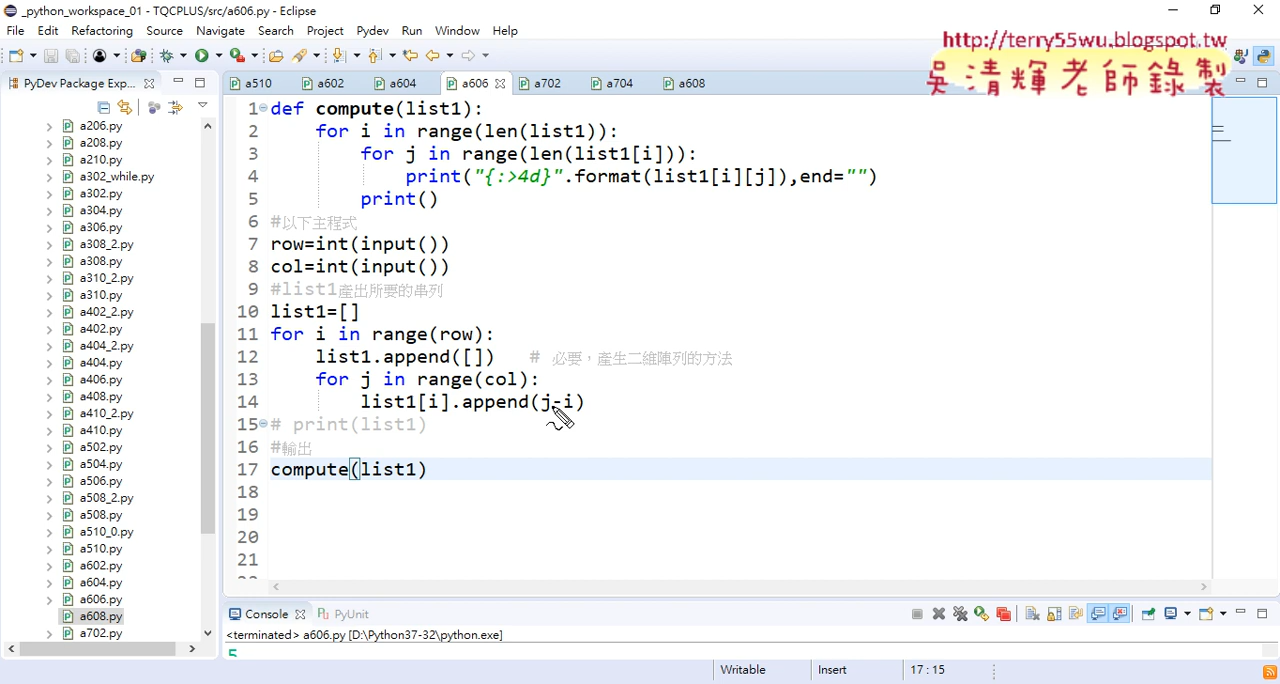 _python_workspace_01 - TQCPLUS/src/a606.py - Eclipse
File Edit Refactoring Source Navigate Search Project Pydev Run Window Help
http://terry55wu.blogspot.tw
吳清輝老師錄製
PyDev Package Exp...
a510 a602 a604 a606 a702 a704 a608
a206.py
a208.py
a210.py
a302_while.py
a302.py
a304.py
a306.py
a308_2.py
a308.py
a310_2.py
a310.py
a402_2.py
a402.py
a404_2.py
a404.py
a406.py
a408.py
a410_2.py
a410.py
a502.py
a504.py
a506.py
a508_2.py
a508.py
a510_0.py
a510.py
a602.py
a604.py
a606.py
a608.py
a702.py
1 def compute(list1):
2 for i in range(len(list1)):
3 for j in range(len(list1[i])):
4 print("{:>4d}".format(list1[i][j]),end="")
5 print()
6 #以下主程式
7 row=int(input())
8 col=int(input())
9 #list1產出所要的串列
10 list1=[]
11 for i in range(row):
12 list1.append([]) # 必要，產生二維陣列的方法
13 for j in range(col):
14 list1[i].append(j-i)
15 # print(list1)
16 #輸出
17 compute(list1)
18
19
20
21
Console PyUnit
<terminated> a606.py [D:\Python37-32\python.exe]
5
Writable Insert 17 : 15